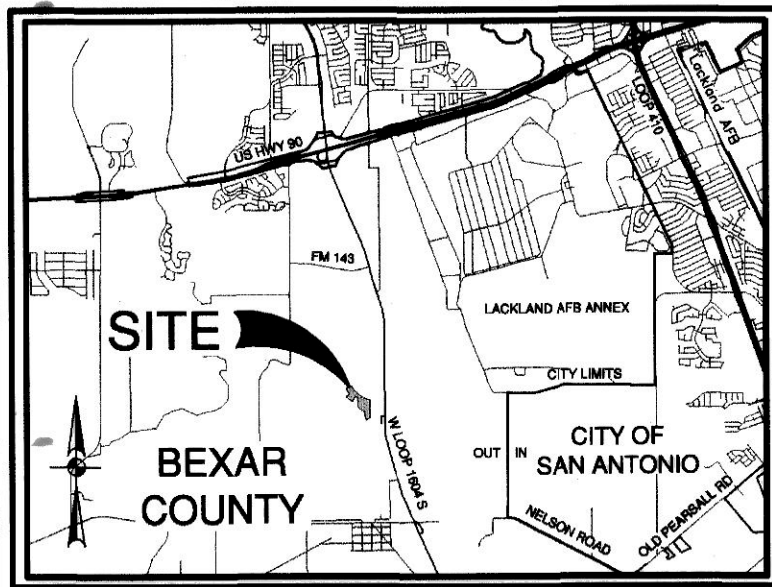 US HWY 90
LOOP 410
Lackland AFB
FM 143
LACKLAND AFB ANNEX
SITE
CITY LIMITS
W LOOP 1604 S
OUT
IN
CITY OF
SAN ANTONIO
BEXAR
COUNTY
NELSON ROAD
OLD PEARSALL RD